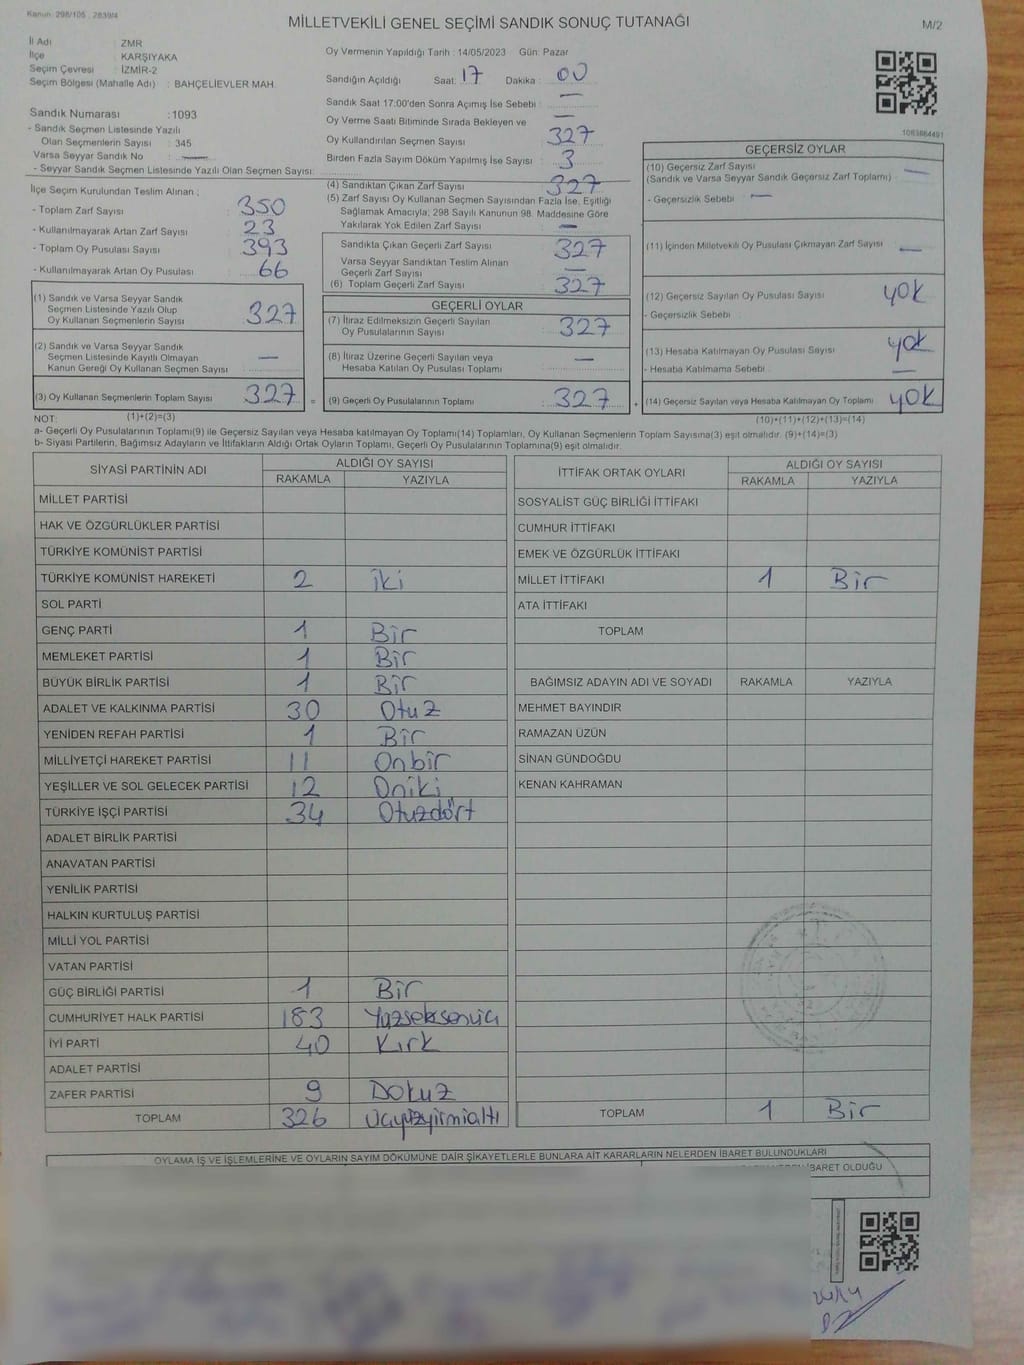 Kanun: 298/105 , 2839/4
MİLLETVEKİLİ GENEL SEÇİMİ SANDIK SONUÇ TUTANAĞI
M/2
İl Adı : ZMR
İlçe : KARŞIYAKA
Seçim Çevresi : İZMİR-2
Seçim Bölgesi (Mahalle Adı) : BAHÇELİEVLER MAH.
Oy Vermenin Yapıldığı Tarih : 14/05/2023 Gün: Pazar
Sandığın Açıldığı Saat: 17 Dakika : 00
Sandık Saat 17:00'den Sonra Açımış İse Sebebi : —
Oy Verme Saati Bitiminde Sırada Bekleyen ve
Oy Kullandırılan Seçmen Sayısı 327
Birden Fazla Sayım Döküm Yapılmış İse Sayısı 3
Sandık Numarası :1093
- Sandık Seçmen Listesinde Yazılı
Olan Seçmenlerin Sayısı : 345
Varsa Seyyar Sandık No —
- Seyyar Sandık Seçmen Listesinde Yazılı Olan Seçmen Sayısı:
İlçe Seçim Kurulundan Teslim Alınan ;
- Toplam Zarf Sayısı : 350
- Kullanılmayarak Artan Zarf Sayısı : 23
- Toplam Oy Pusulası Sayısı : 393
- Kullanılmayarak Artan Oy Pusulası : 66
(1) Sandık ve Varsa Seyyar Sandık
Seçmen Listesinde Yazılı Olup
Oy Kullanan Seçmenlerin Sayısı : 327
(2) Sandık ve Varsa Seyyar Sandık
Seçmen Listesinde Kayıtlı Olmayan
Kanun Gereği Oy Kullanan Seçmen Sayısı : —
(3) Oy Kullanan Seçmenlerin Toplam Sayısı : 327 =
(4) Sandıktan Çıkan Zarf Sayısı 327
(5) Zarf Sayısı Oy Kullanan Seçmen Sayısından Fazla İse, Eşitliği
Sağlamak Amacıyla; 298 Sayılı Kanunun 98. Maddesine Göre
Yakılarak Yok Edilen Zarf Sayısı : —
Sandıkta Çıkan Geçerli Zarf Sayısı 327
Varsa Seyyar Sandıktan Teslim Alınan
Geçerli Zarf Sayısı —
(6) Toplam Geçerli Zarf Sayısı : 327
GEÇERLİ OYLAR
(7) İtiraz Edilmeksizin Geçerli Sayılan
Oy Pusulalarının Sayısı : 327
(8) İtiraz Üzerine Geçerli Sayılan veya
Hesaba Katılan Oy Pusulası Toplamı : —
(9) Geçerli Oy Pusulalarının Toplamı : 327 +
1083864491
GEÇERSİZ OYLAR
(10) Geçersiz Zarf Sayısı
(Sandık ve Varsa Seyyar Sandık Geçersiz Zarf Toplamı) : —
- Geçersizlik Sebebi : —
(11) İçinden Milletvekili Oy Pusulası Çıkmayan Zarf Sayısı : —
(12) Geçersiz Sayılan Oy Pusulası Sayısı : yok
- Geçersizlik Sebebi :
(13) Hesaba Katılmayan Oy Pusulası Sayısı : yok
- Hesaba Katılmama Sebebi : —
(14) Geçersiz Sayılan veya Hesaba Katılmayan Oy Toplamı : yok
NOT: (1)+(2)=(3) (10)+(11)+(12)+(13)=(14)
a- Geçerli Oy Pusulalarının Toplamı(9) ile Geçersiz Sayılan veya Hesaba katılmayan Oy Toplamı(14) Toplamları, Oy Kullanan Seçmenlerin Toplam Sayısına(3) eşit olmalıdır. (9)+(14)=(3)
b- Siyasi Partilerin, Bağımsız Adayların ve İttifakların Aldığı Ortak Oyların Toplamı, Geçerli Oy Pusulalarının Toplamına(9) eşit olmalıdır.
SİYASİ PARTİNİN ADI ALDIĞI OY SAYISI
RAKAMLA YAZIYLA
MİLLET PARTİSİ
HAK VE ÖZGÜRLÜKLER PARTİSİ
TÜRKİYE KOMÜNİST PARTİSİ
TÜRKİYE KOMÜNİST HAREKETİ 2 iki
SOL PARTİ
GENÇ PARTİ 1 Bir
MEMLEKET PARTİSİ 1 Bir
BÜYÜK BİRLİK PARTİSİ 1 Bir
ADALET VE KALKINMA PARTİSİ 30 Otuz
YENİDEN REFAH PARTİSİ 1 Bir
MİLLİYETÇİ HAREKET PARTİSİ 11 Onbir
YEŞİLLER VE SOL GELECEK PARTİSİ 12 Oniki
TÜRKİYE İŞÇİ PARTİSİ 34 Otuzdört
ADALET BİRLİK PARTİSİ
ANAVATAN PARTİSİ
YENİLİK PARTİSİ
HALKIN KURTULUŞ PARTİSİ
MİLLİ YOL PARTİSİ
VATAN PARTİSİ
GÜÇ BİRLİĞİ PARTİSİ 1 Bir
CUMHURİYET HALK PARTİSİ 183 Yüzseksenüç
İYİ PARTİ 40 Kırk
ADALET PARTİSİ
ZAFER PARTİSİ 9 Dokuz
TOPLAM 326 Üçyüzyirmialtı
İTTİFAK ORTAK OYLARI ALDIĞI OY SAYISI
RAKAMLA YAZIYLA
SOSYALİST GÜÇ BİRLİĞİ İTTİFAKI
CUMHUR İTTİFAKI
EMEK VE ÖZGÜRLÜK İTTİFAKI
MİLLET İTTİFAKI 1 Bir
ATA İTTİFAKI
TOPLAM
BAĞIMSIZ ADAYIN ADI VE SOYADI RAKAMLA YAZIYLA
MEHMET BAYINDIR
RAMAZAN ÜZÜN
SİNAN GÜNDOĞDU
KENAN KAHRAMAN
TOPLAM 1 Bir
OYLAMA İŞ VE İŞLEMLERİNE VE OYLARIN SAYIM DÖKÜMÜNE DAİR ŞİKAYETLERLE BUNLARA AİT KARARLARIN NELERDEN İBARET BULUNDUKLARI
İBARET OLDUĞU